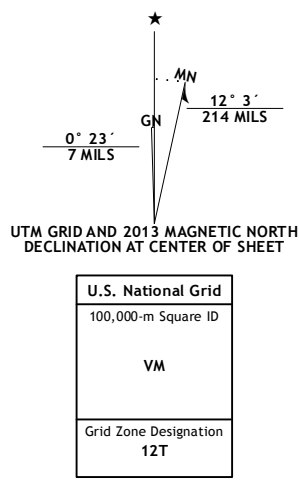 ★
MN
GN
12° 3´
214 MILS
0° 23´
7 MILS
UTM GRID AND 2013 MAGNETIC NORTH
DECLINATION AT CENTER OF SHEET
U.S. National Grid
100,000-m Square ID
VM
Grid Zone Designation
12T